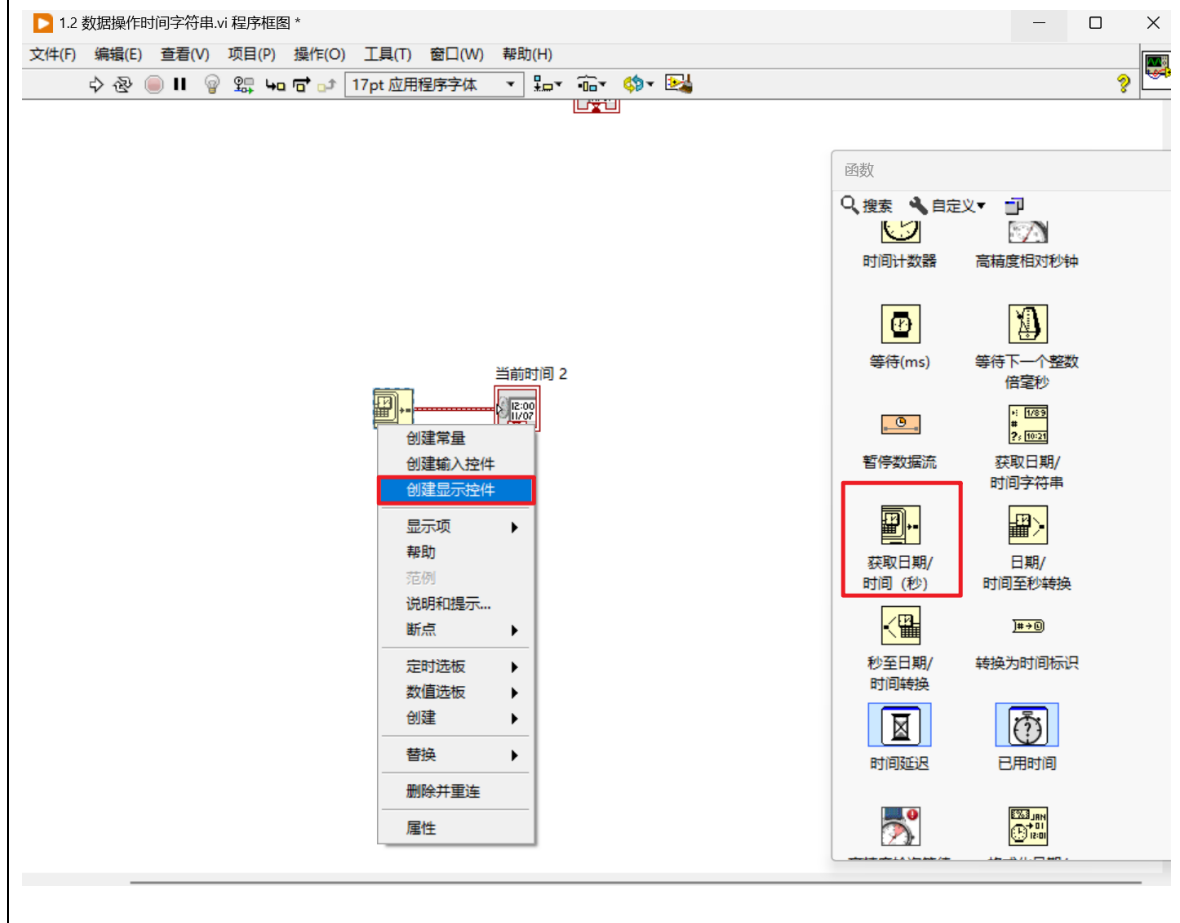 1.2 数据操作时间字符串.vi 程序框图 *
文件(F) 编辑(E) 查看(V) 项目(P) 操作(O) 工具(T) 窗口(W) 帮助(H)
17pt 应用程序字体
函数
搜索 自定义
时间计数器 高精度相对秒钟
等待(ms) 等待下一个整数
倍毫秒
暂停数据流 获取日期/
时间字符串
获取日期/ 日期/
时间（秒） 时间至秒转换
秒至日期/ 转换为时间标识
时间转换
时间延迟 已用时间
当前时间 2
12:00
11/07
创建常量
创建输入控件
创建显示控件
显示项
帮助
范例
说明和提示...
断点
定时选板
数值选板
创建
替换
删除并重连
属性